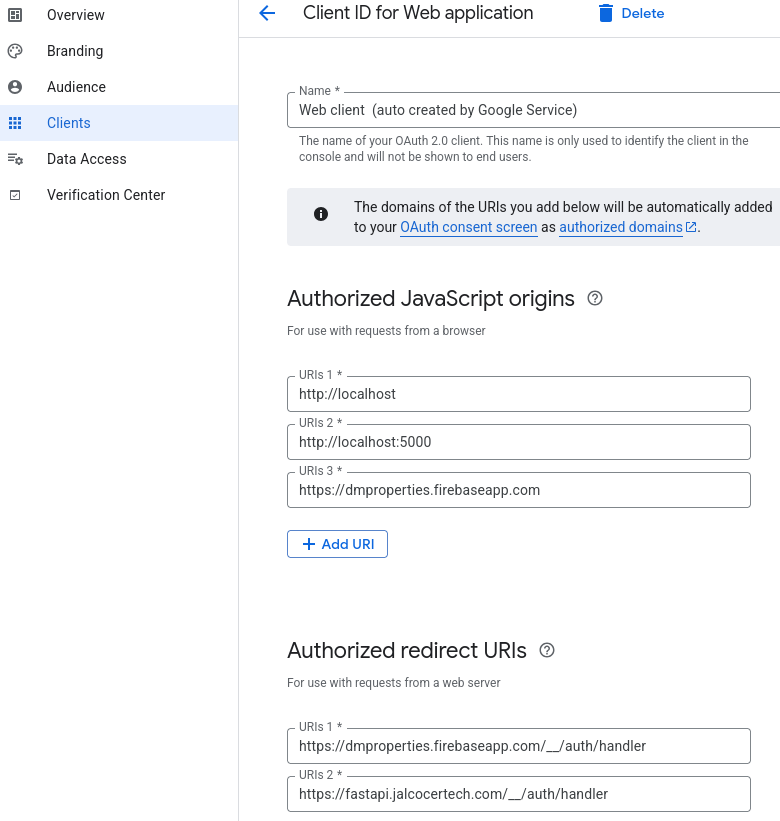 Overview
Branding
Audience
Clients
Data Access
Verification Center
Client ID for Web application
Delete
Name *
Web client  (auto created by Google Service)
The name of your OAuth 2.0 client. This name is only used to identify the client in the
console and will not be shown to end users.
The domains of the URIs you add below will be automatically added
to your OAuth consent screen as authorized domains.
Authorized JavaScript origins
For use with requests from a browser
URIs 1 *
http://localhost
URIs 2 *
http://localhost:5000
URIs 3 *
https://dmproperties.firebaseapp.com
Add URI
Authorized redirect URIs
For use with requests from a web server
URIs 1 *
https://dmproperties.firebaseapp.com/__/auth/handler
URIs 2 *
https://fastapi.jalcocertech.com/__/auth/handler